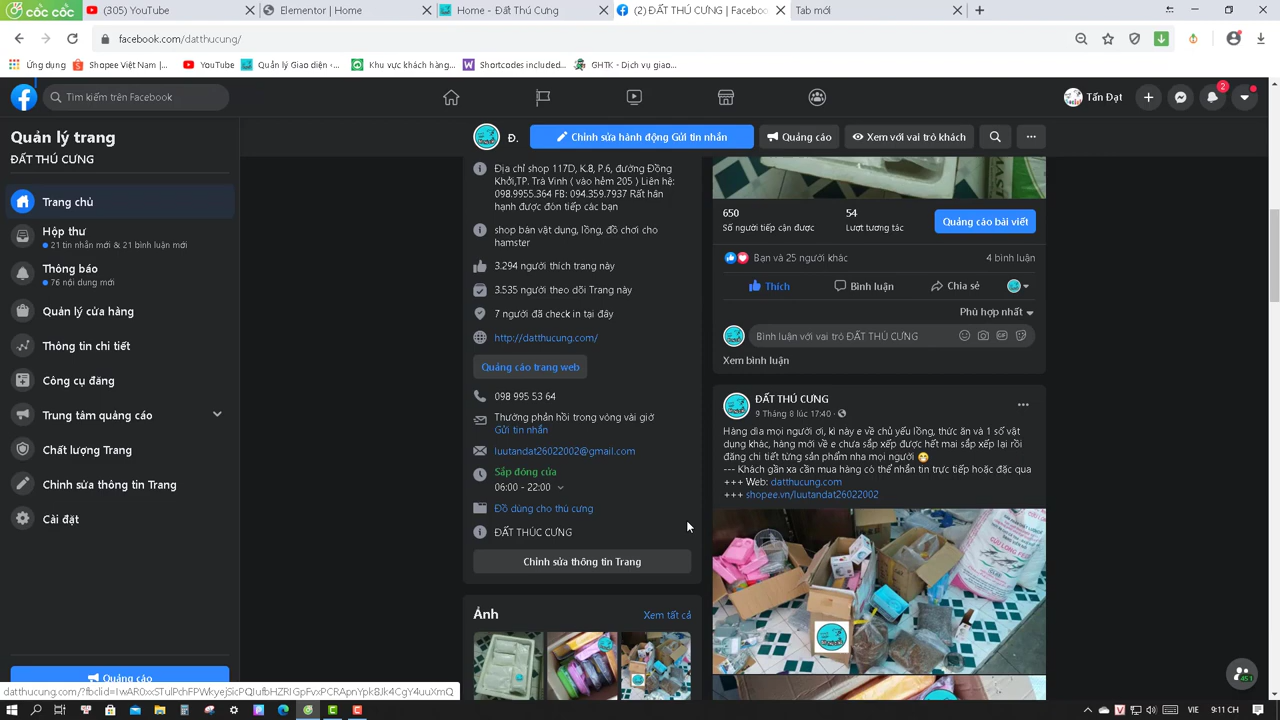 cốc cốc
(305) YouTube
Elementor | Home
Home - Đất Thú Cưng
(2) ĐẤT THÚ CƯNG | Facebook
Tab mới
facebook.com/datthucung/
Ứng dụng
Shopee Việt Nam |...
YouTube
Quản lý Giao diện ‹...
Khu vực khách hàng...
Shortcodes included...
GHTK - Dịch vụ giao...
Tìm kiếm trên Facebook
Tấn Đạt
2
Quản lý trang
ĐẤT THÚ CƯNG
Đ.
Chỉnh sửa hành động Gửi tin nhắn
Quảng cáo
Xem với vai trò khách
Trang chủ
Hộp thư
21 tin nhắn mới & 21 bình luận mới
Thông báo
76 nội dung mới
Quản lý cửa hàng
Thông tin chi tiết
Công cụ đăng
Trung tâm quảng cáo
Chất lượng Trang
Chỉnh sửa thông tin Trang
Cài đặt
Quảng cáo
Địa chỉ shop 117D, K.8, P.6, đường Đồng
Khởi,TP. Trà Vinh ( vào hẻm 205 ) Liên hệ:
098.9955.364 FB: 094.359.7937 Rất hân
hạnh được đón tiếp các bạn
shop bán vật dụng, lồng, đồ chơi cho
hamster
3.294 người thích trang này
3.535 người theo dõi Trang này
7 người đã check in tại đây
http://datthucung.com/
Quảng cáo trang web
098 995 53 64
Thường phản hồi trong vòng vài giờ
Gửi tin nhắn
luutandat26022002@gmail.com
Sắp đóng cửa
06:00 - 22:00
Đồ dùng cho thú cưng
ĐẤT THÚC CƯNG
Chỉnh sửa thông tin Trang
Ảnh
Xem tất cả
650
Số người tiếp cận được
54
Lượt tương tác
Quảng cáo bài viết
Bạn và 25 người khác
4 bình luận
Thích
Bình luận
Chia sẻ
Phù hợp nhất
Bình luận với vai trò ĐẤT THÚ CƯNG
Xem bình luận
ĐẤT THÚ CƯNG
9 Tháng 8 lúc 17:40
Hàng dìa mọi người ơi, kì này e về chủ yếu lồng, thức ăn và 1 số vật
dụng khác, hàng mới về e chưa sắp xếp được hết mai sắp xếp lại rồi
đăng chi tiết từng sản phẩm nha mọi người
--- Khách gần xa cần mua hàng có thể nhắn tin trực tiếp hoặc đặc qua
+++ Web: datthucung.com
+++ shopee.vn/luutandat26022002
VIE
9:11 CH